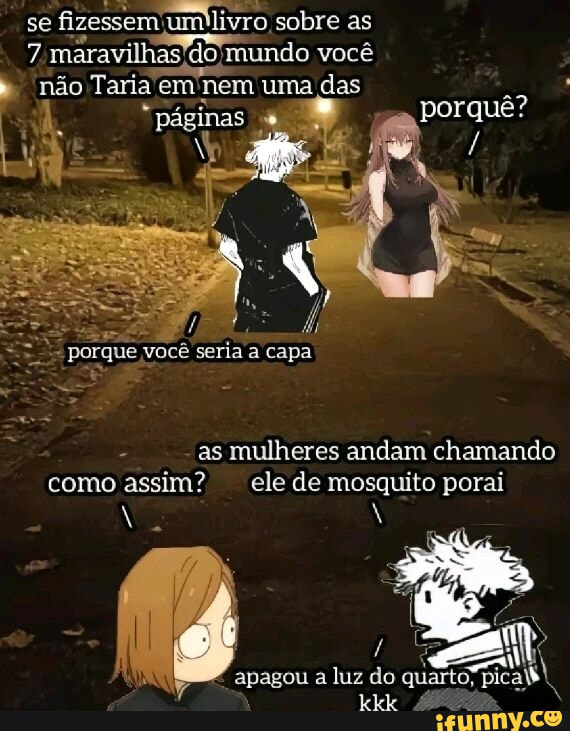 se fizessem um livro sobre as
7 maravilhas do mundo você
não Taria em nem uma das
páginas
porquê?
porque você seria a capa
as mulheres andam chamando
ele de mosquito porai
como assim?
apagou a luz do quarto, pica
kkk
ifunny.co